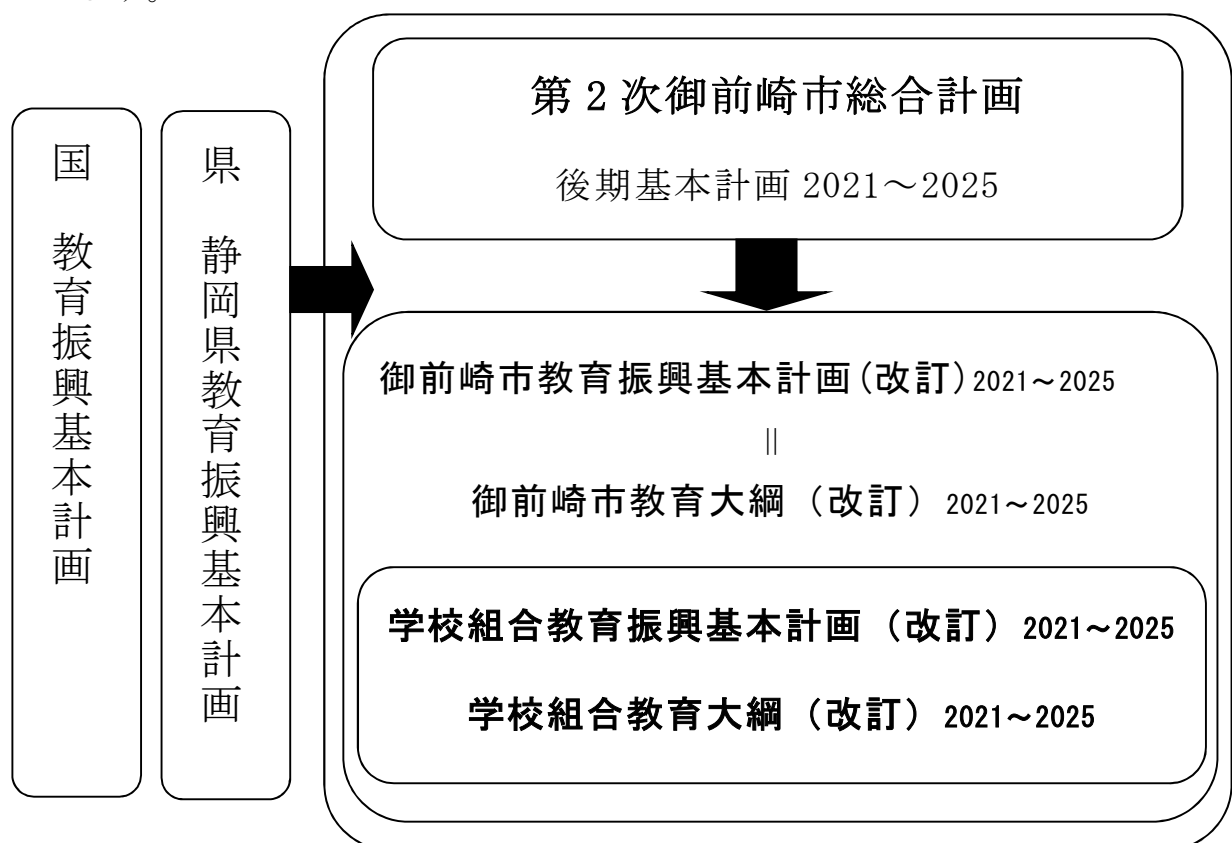 す。
第2次御前崎市総合計画
後期基本計画 2021～2025
国 教育振興基本計画
県 静岡県教育振興基本計画
御前崎市教育振興基本計画(改訂) 2021～2025
||
御前崎市教育大綱（改訂） 2021～2025
学校組合教育振興基本計画（改訂） 2021～2025
学校組合教育大綱（改訂） 2021～2025